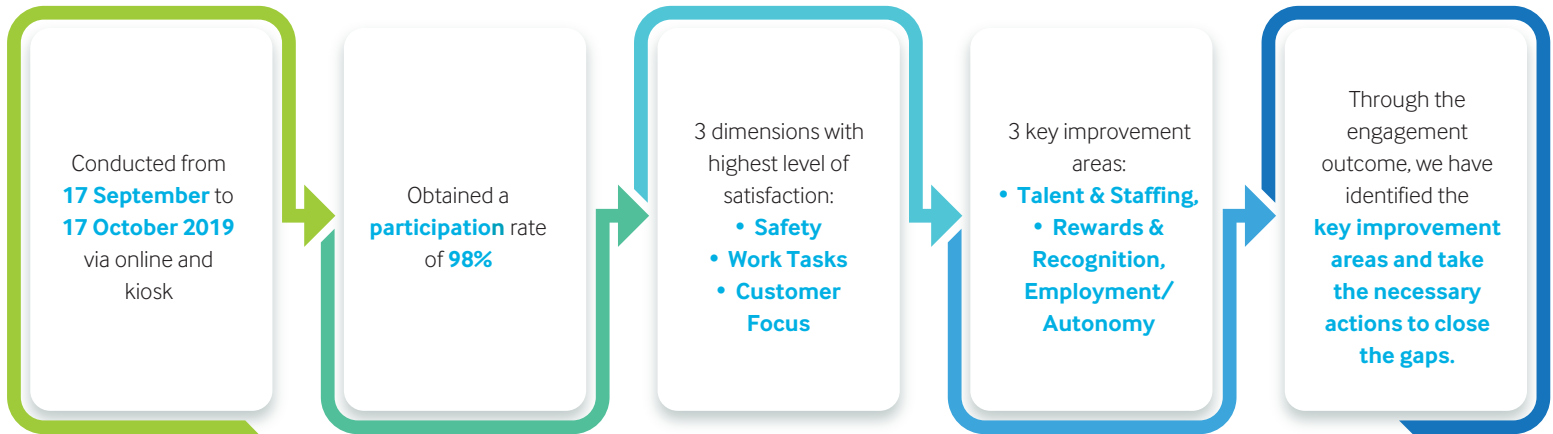 Conducted from
17 September to
17 October 2019
via online and
kiosk
Obtained a
participation rate
of 98%
3 dimensions with
highest level of
satisfaction:
• Safety
• Work Tasks
• Customer
Focus
3 key improvement
areas:
• Talent & Staffing,
• Rewards &
Recognition,
Employment/
Autonomy
Through the
engagement
outcome, we have
identified the
key improvement
areas and take
the necessary
actions to close
the gaps.